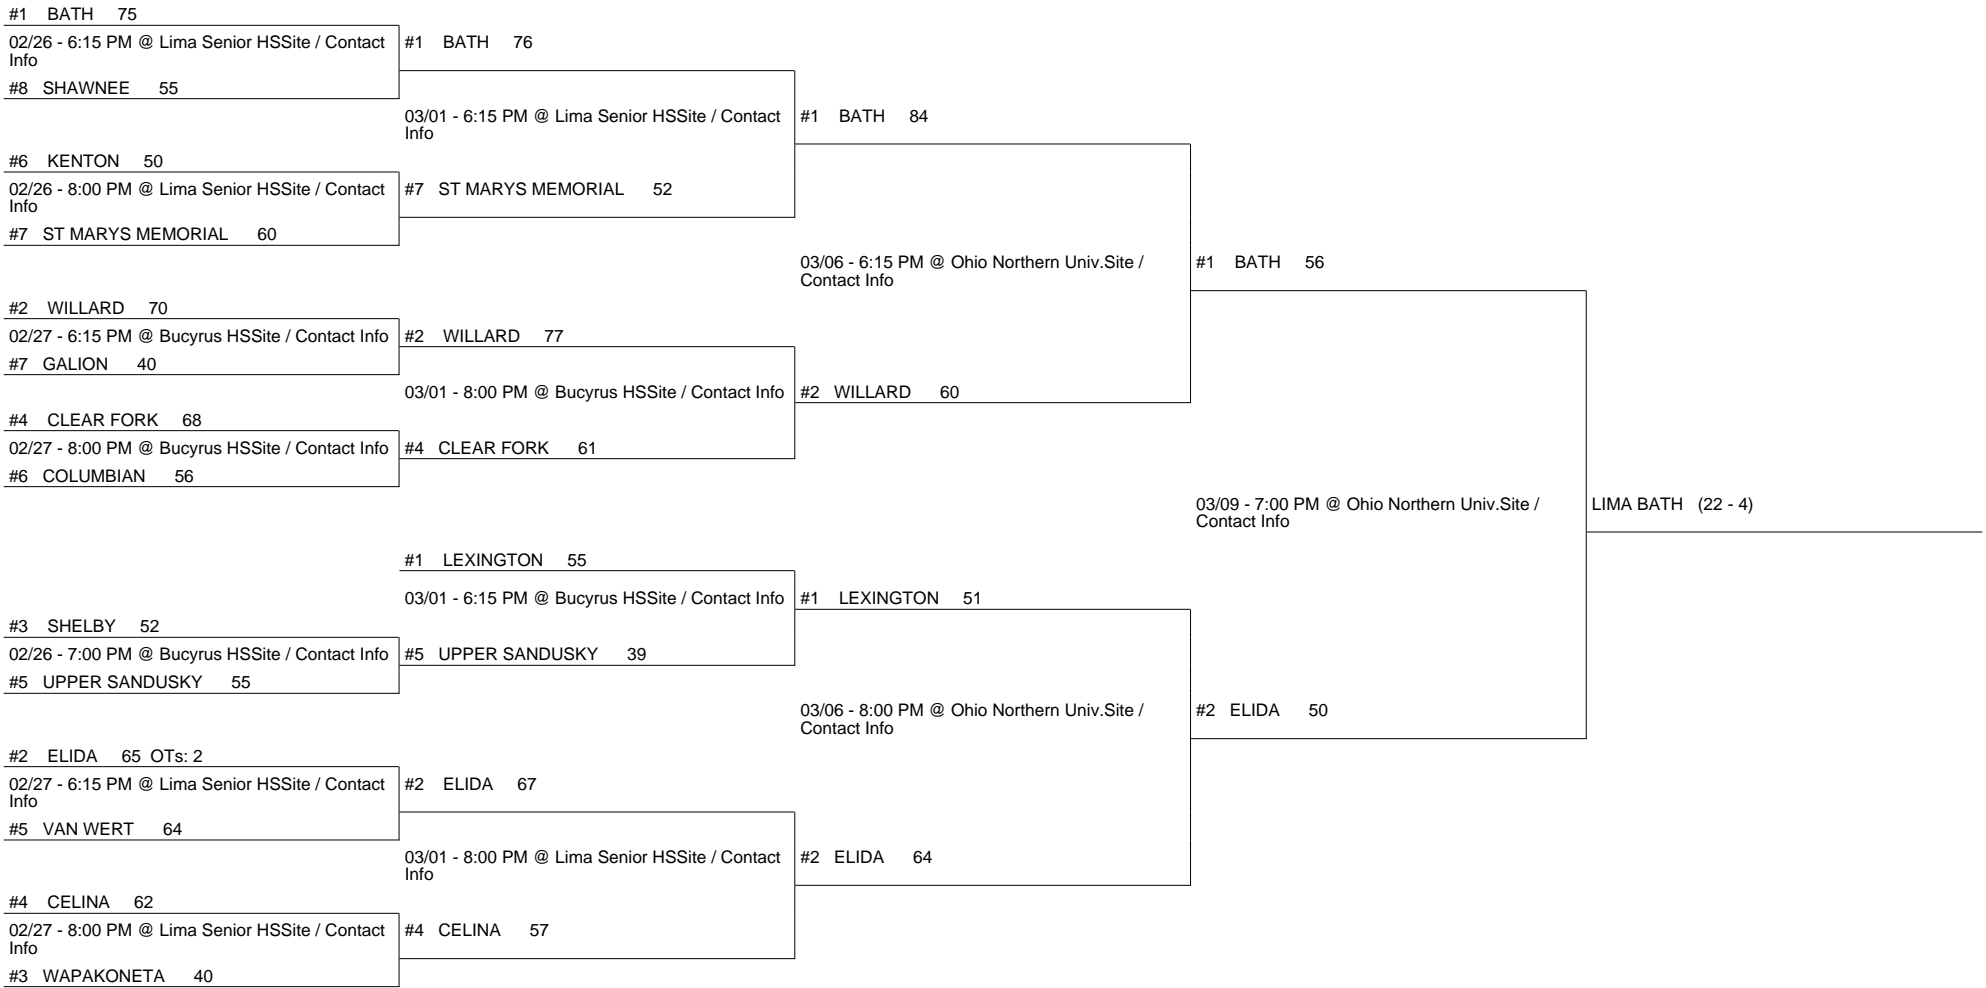 #1 BATH 75
02/26 - 6:15 PM @ Lima Senior HSSite / Contact
Info
#8 SHAWNEE 55
#6 KENTON 50
02/26 - 8:00 PM @ Lima Senior HSSite / Contact
Info
#7 ST MARYS MEMORIAL 60
#2 WILLARD 70
02/27 - 6:15 PM @ Bucyrus HSSite / Contact Info
#7 GALION 40
#4 CLEAR FORK 68
02/27 - 8:00 PM @ Bucyrus HSSite / Contact Info
#6 COLUMBIAN 56
#3 SHELBY 52
02/26 - 7:00 PM @ Bucyrus HSSite / Contact Info
#5 UPPER SANDUSKY 55
#2 ELIDA 65 OTs: 2
02/27 - 6:15 PM @ Lima Senior HSSite / Contact
Info
#5 VAN WERT 64
#4 CELINA 62
02/27 - 8:00 PM @ Lima Senior HSSite / Contact
Info
#3 WAPAKONETA 40
#1 BATH 76
03/01 - 6:15 PM @ Lima Senior HSSite / Contact
Info
#7 ST MARYS MEMORIAL 52
#2 WILLARD 77
03/01 - 8:00 PM @ Bucyrus HSSite / Contact Info
#4 CLEAR FORK 61
#1 LEXINGTON 55
03/01 - 6:15 PM @ Bucyrus HSSite / Contact Info
#5 UPPER SANDUSKY 39
#2 ELIDA 67
03/01 - 8:00 PM @ Lima Senior HSSite / Contact
Info
#4 CELINA 57
#1 BATH 84
03/06 - 6:15 PM @ Ohio Northern Univ.Site /
Contact Info
#2 WILLARD 60
#1 LEXINGTON 51
03/06 - 8:00 PM @ Ohio Northern Univ.Site /
Contact Info
#2 ELIDA 64
#1 BATH 56
03/09 - 7:00 PM @ Ohio Northern Univ.Site /
Contact Info
#2 ELIDA 50
LIMA BATH (22 - 4)